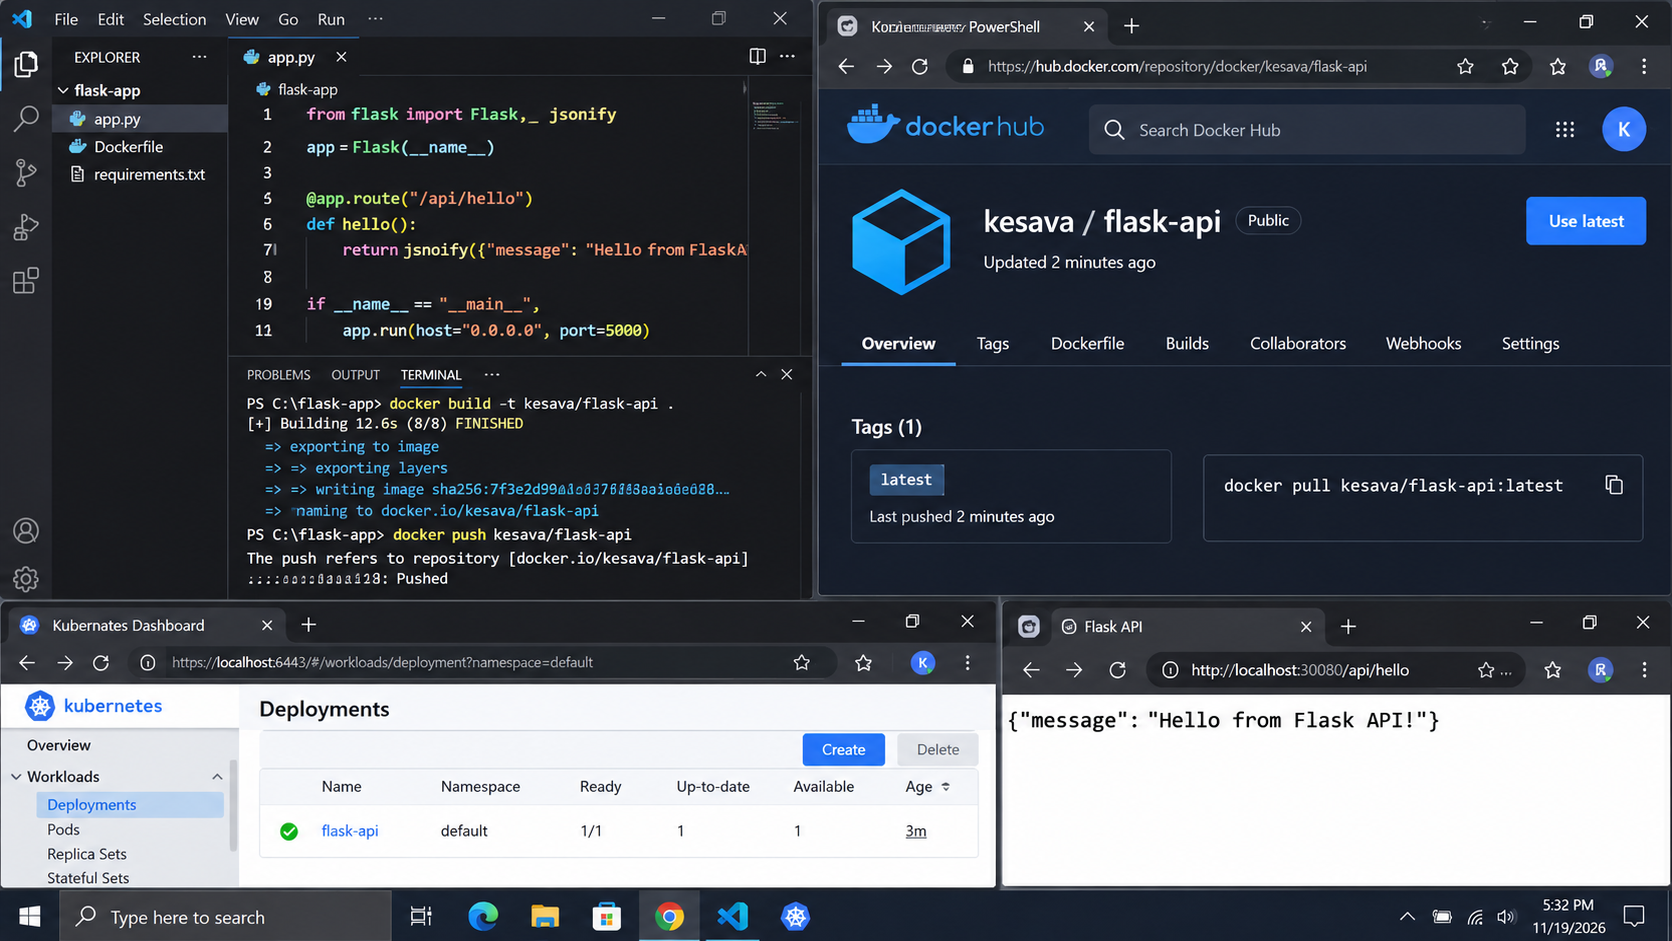 File Edit Selection View Go Run ...
EXPLORER ...
flask-app
app.py
Dockerfile
requirements.txt
app.py
flask-app
1 from flask import Flask,_ jsonify
2 app = Flask(__name__)
3
5 @app.route("/api/hello")
6 def hello():
7 return jsnoify({"message": "Hello from FlaskA
8
19 if __name__ == "__main__",
11 app.run(host="0.0.0.0", port=5000)
PROBLEMS OUTPUT TERMINAL ...
PS C:\flask-app> docker build -t kesava/flask-api .
[+] Building 12.6s (8/8) FINISHED
=> exporting to image
=> => exporting layers
=> => writing image
=> naming to docker.io/kesava/flask-api
PS C:\flask-app> docker push kesava/flask-api
The push refers to repository [docker.io/kesava/flask-api]
Pushed
PowerShell
https://hub.docker.com/repository/docker/kesava/flask-api
docker hub
Search Docker Hub
K
kesava / flask-api
Public
Use latest
Updated 2 minutes ago
Overview Tags Dockerfile Builds Collaborators Webhooks Settings
Tags (1)
latest
Last pushed 2 minutes ago
docker pull kesava/flask-api:latest
Kubernates Dashboard
https://localhost:6443/#/workloads/deployment?namespace=default
K
kubernetes
Overview
Workloads
Deployments
Pods
Replica Sets
Stateful Sets
Deployments
Create Delete
Name Namespace Ready Up-to-date Available Age
flask-api default 1/1 1 1 3m
Flask API
http://localhost:30080/api/hello ...
{"message": "Hello from Flask API!"}
Type here to search
5:32 PM
11/19/2026